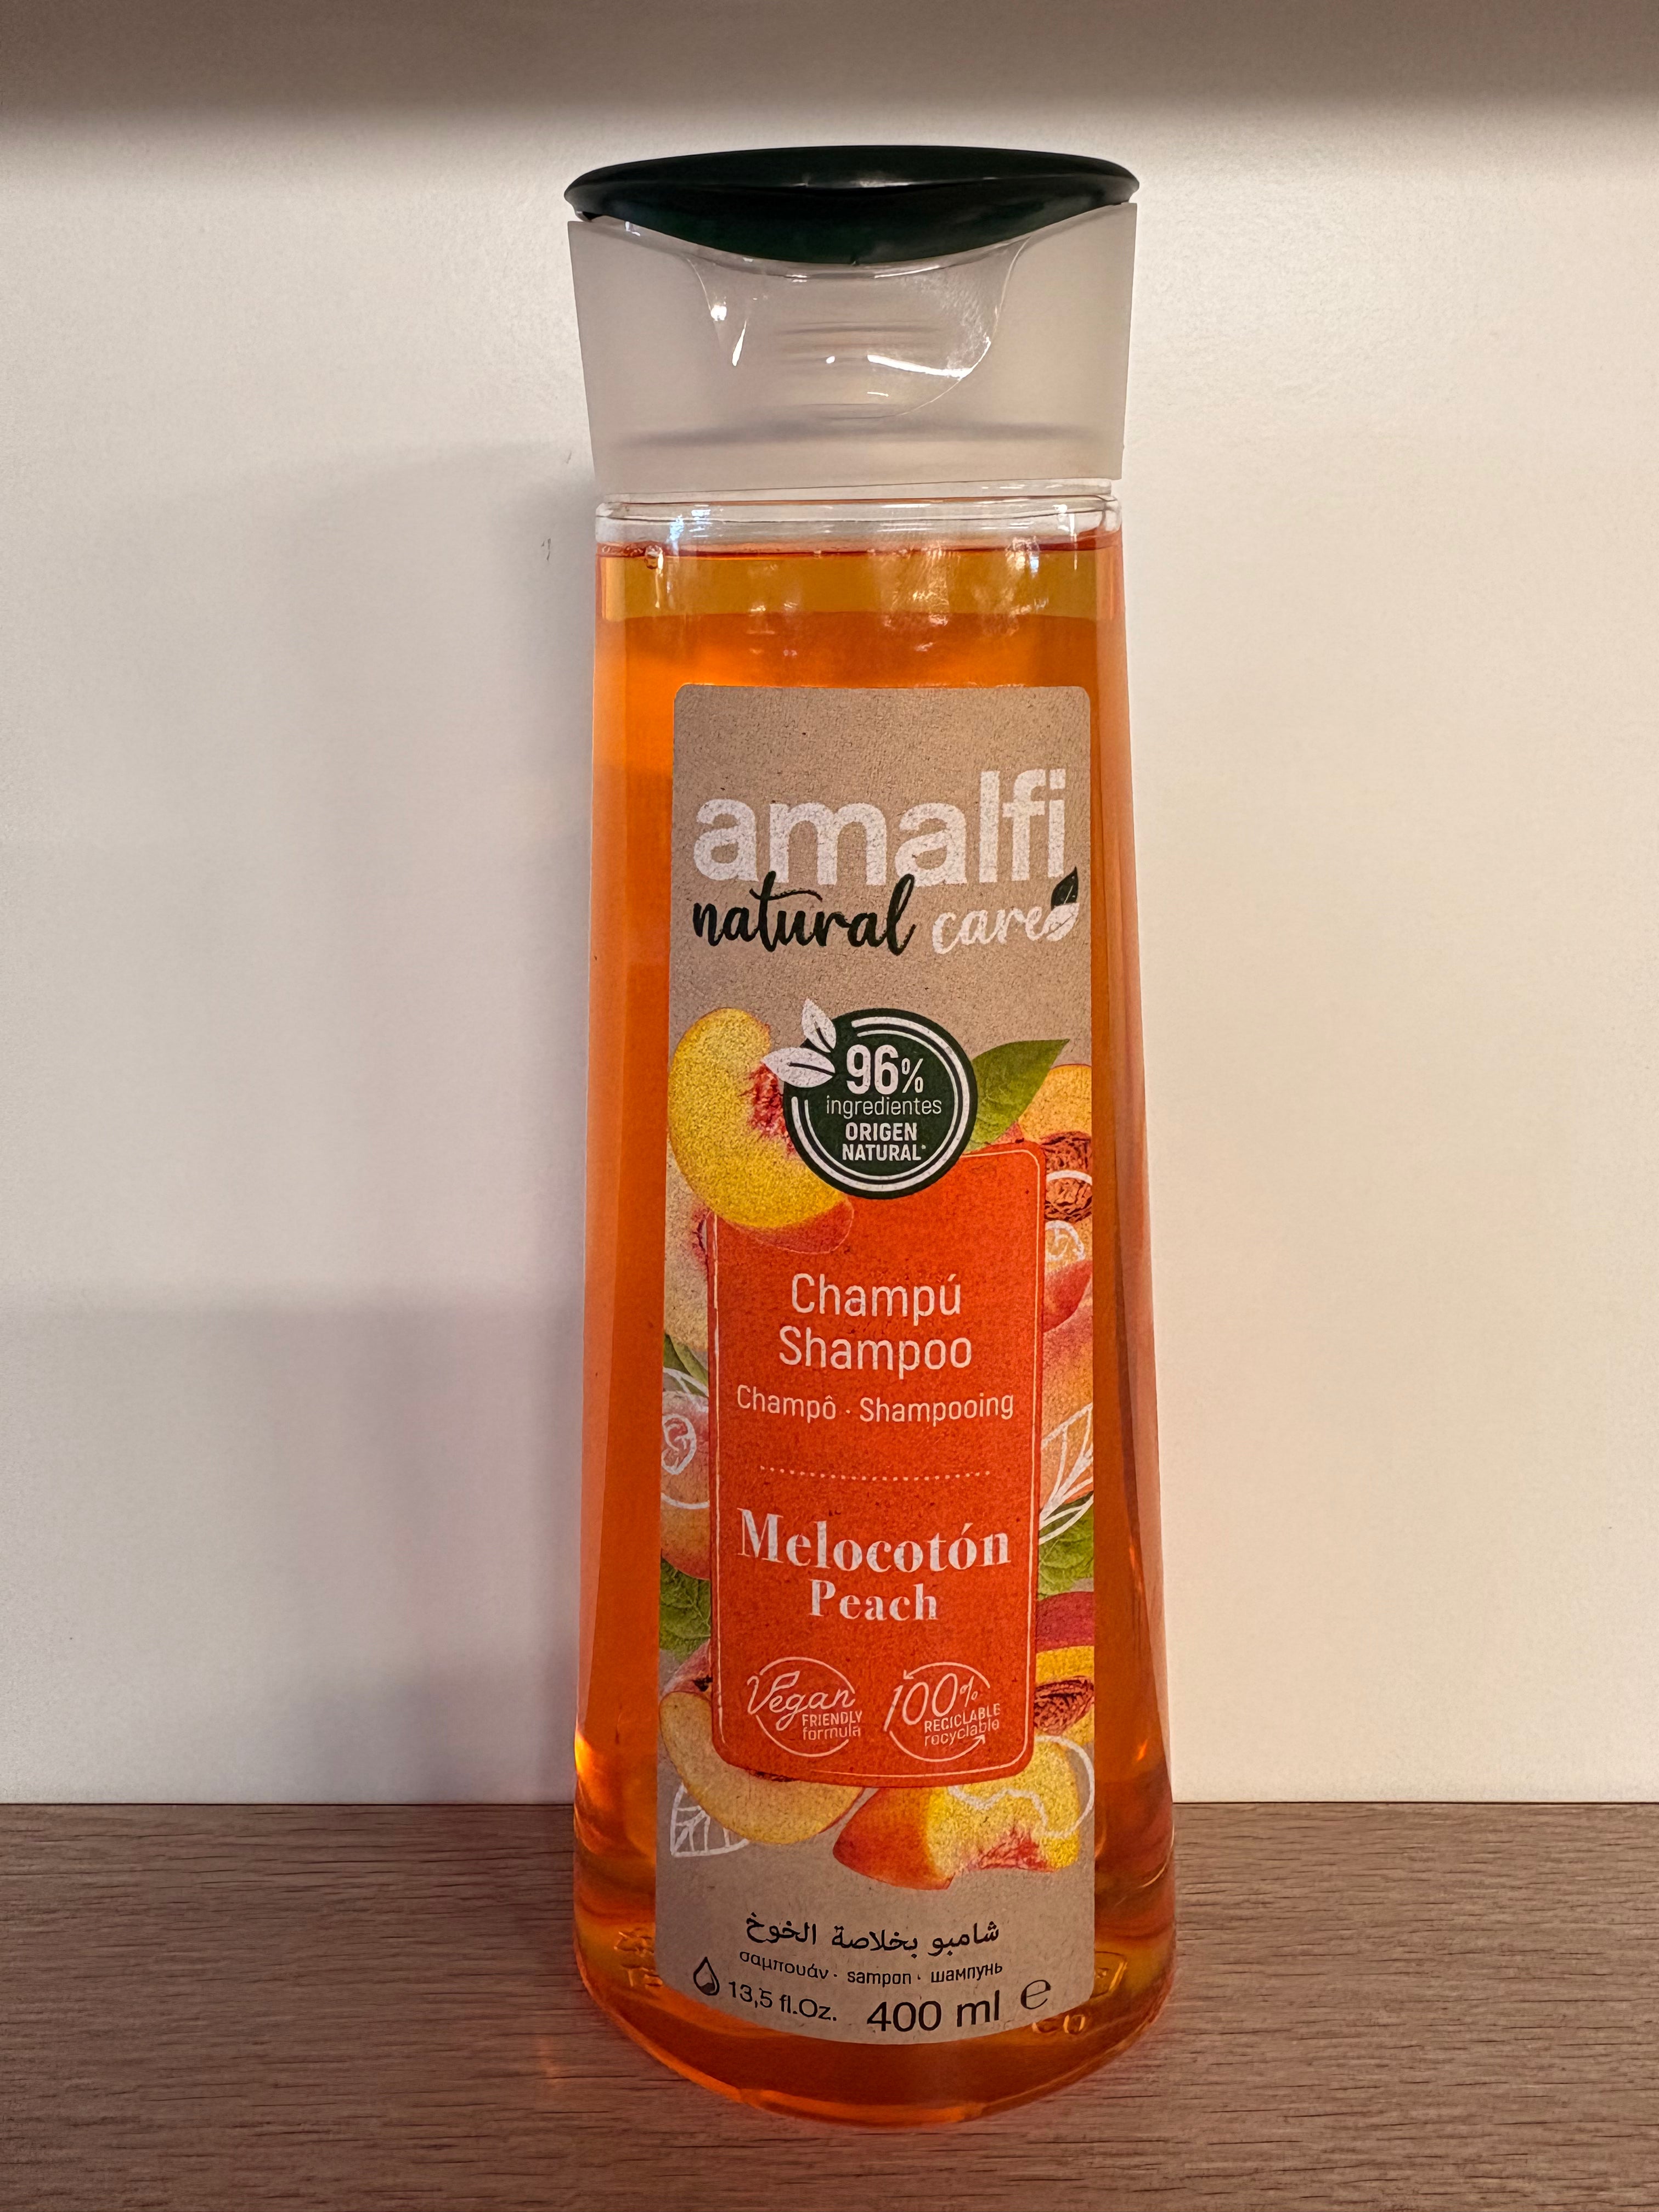 amalfi
natural care
96%
ingredientes
ORIGEN
NATURAL*
Champú
Shampoo
Champô · Shampooing
Melocotón
Peach
Vegan
FRIENDLY
formula
100%
RECICLABLE
recyclable
شامبو بخلاصة الخوخ
σαμπουάν · sampon · шампунь
13,5 fl.Oz. 400 ml e